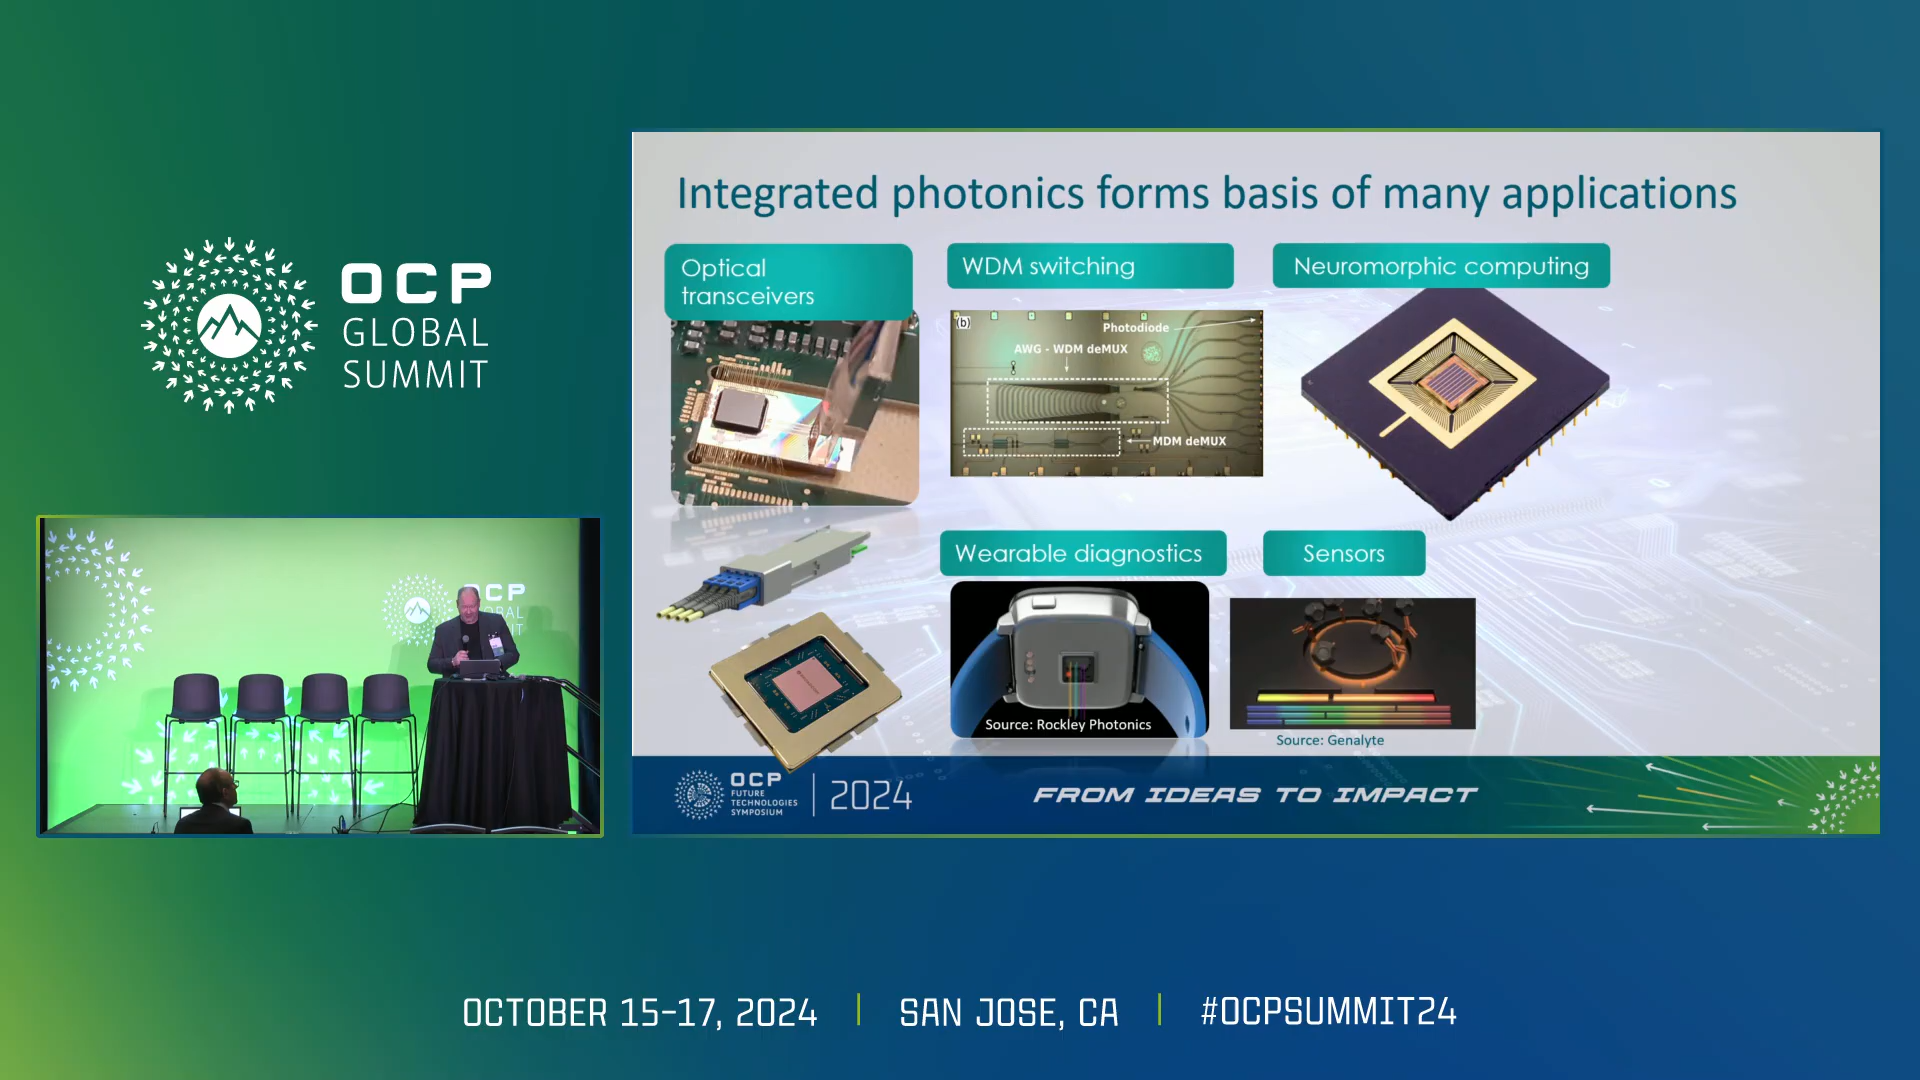 OCP
GLOBAL
SUMMIT
Integrated photonics forms basis of many applications
Optical
transceivers
WDM switching
Neuromorphic computing
(b)
Photodiode
AWG - WDM deMUX
MDM deMUX
Wearable diagnostics
Sensors
Source: Rockley Photonics
Source: Genalyte
OCP
FUTURE
TECHNOLOGIES
SYMPOSIUM
2024
FROM IDEAS TO IMPACT
OCTOBER 15-17, 2024
SAN JOSE, CA
#OCPSUMMIT24